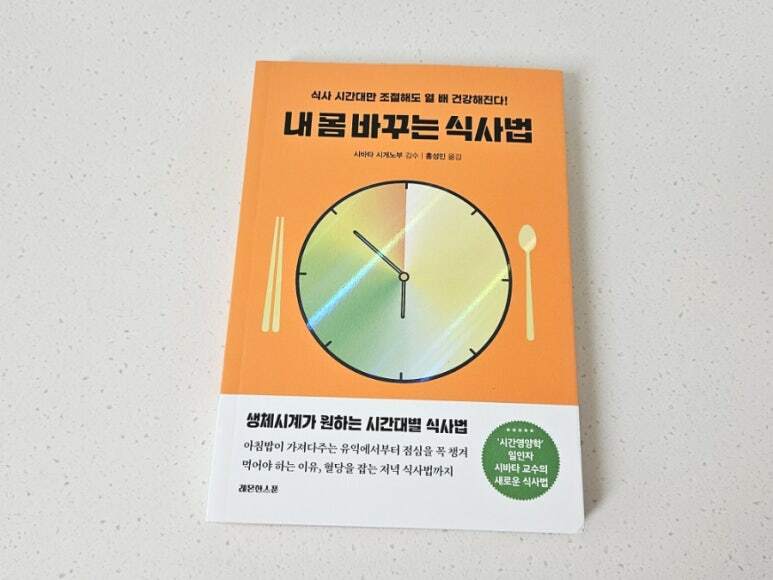 식사 시간대만 조절해도 열 배 건강해진다!
내 몸 바꾸는 식사법
시바타 시게노부 감수 | 홍성민 옮김
생체시계가 원하는 시간대별 식사법
아침밥이 가져다주는 유익에서부터 점심을 꼭 챙겨
먹어야 하는 이유, 혈당을 잡는 저녁 식사법까지
레몬한스푼
'시간영양학'
일인자
시바타 교수의
새로운 식사법